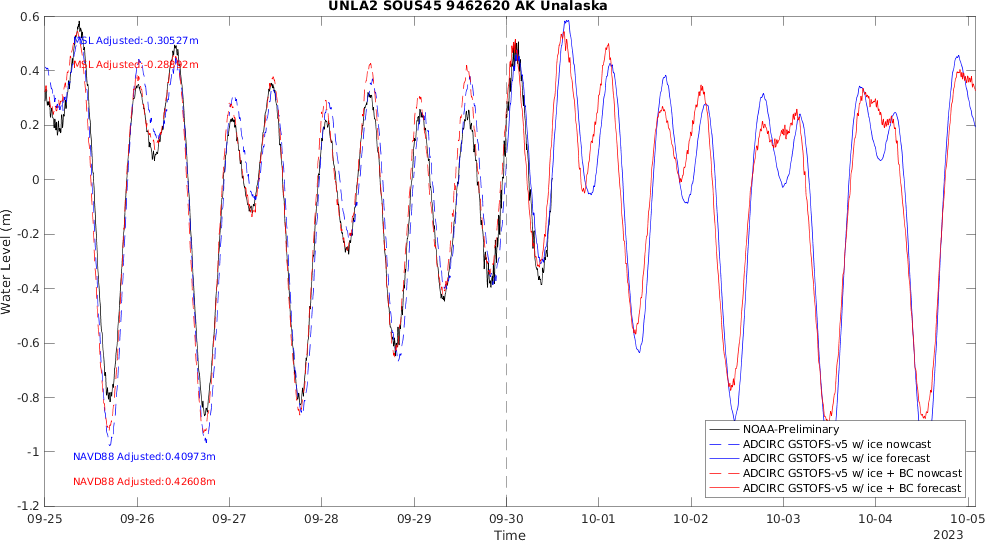 UNLA2 SOUS45 9462620 AK Unalaska
Water Level (m)
0.6
0.4
0.2
0
-0.2
-0.4
-0.6
-0.8
-1
-1.2
MSL Adjusted:-0.30527m
MSL Adjusted:
NAVD88 Adjusted:0.40973m
NAVD88 Adjusted:0.42608m
NOAA-Preliminary
ADCIRC GSTOFS-v5 w/ ice nowcast
ADCIRC GSTOFS-v5 w/ ice forecast
ADCIRC GSTOFS-v5 w/ ice + BC nowcast
ADCIRC GSTOFS-v5 w/ ice + BC forecast
09-25 09-26 09-27 09-28 09-29 09-30 10-01 10-02 10-03 10-04 10-05
Time
2023